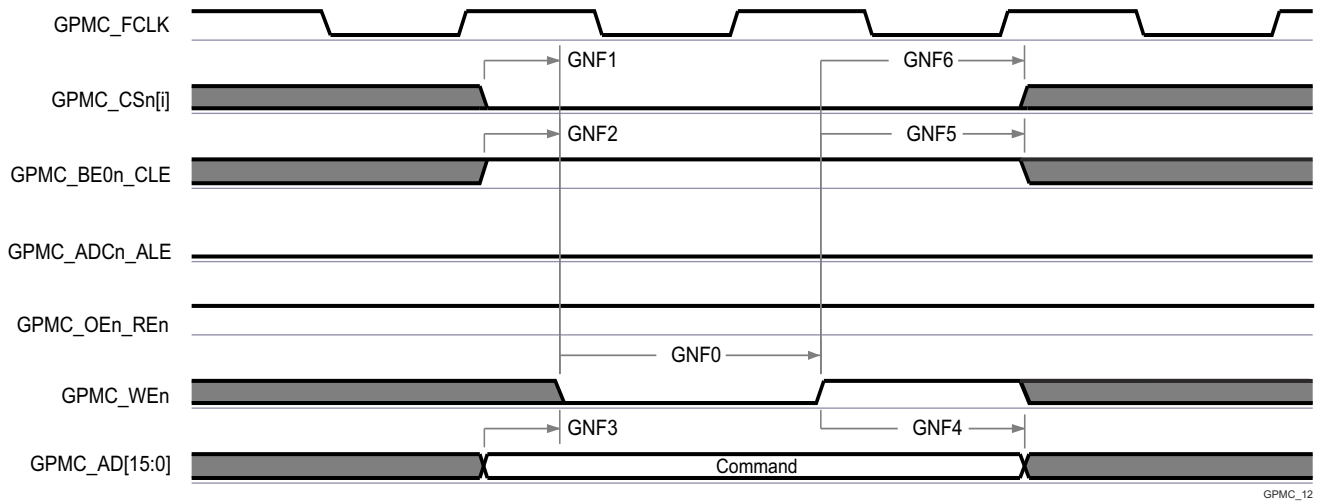 GPMC_FCLK
GNF1
GNF6
GPMC_CSn[i]
GNF2
GNF5
GPMC_BE0n_CLE
GPMC_ADCn_ALE
GPMC_OEn_REn
GNF0
GPMC_WEn
GNF3
GNF4
GPMC_AD[15:0]
Command
GPMC_12